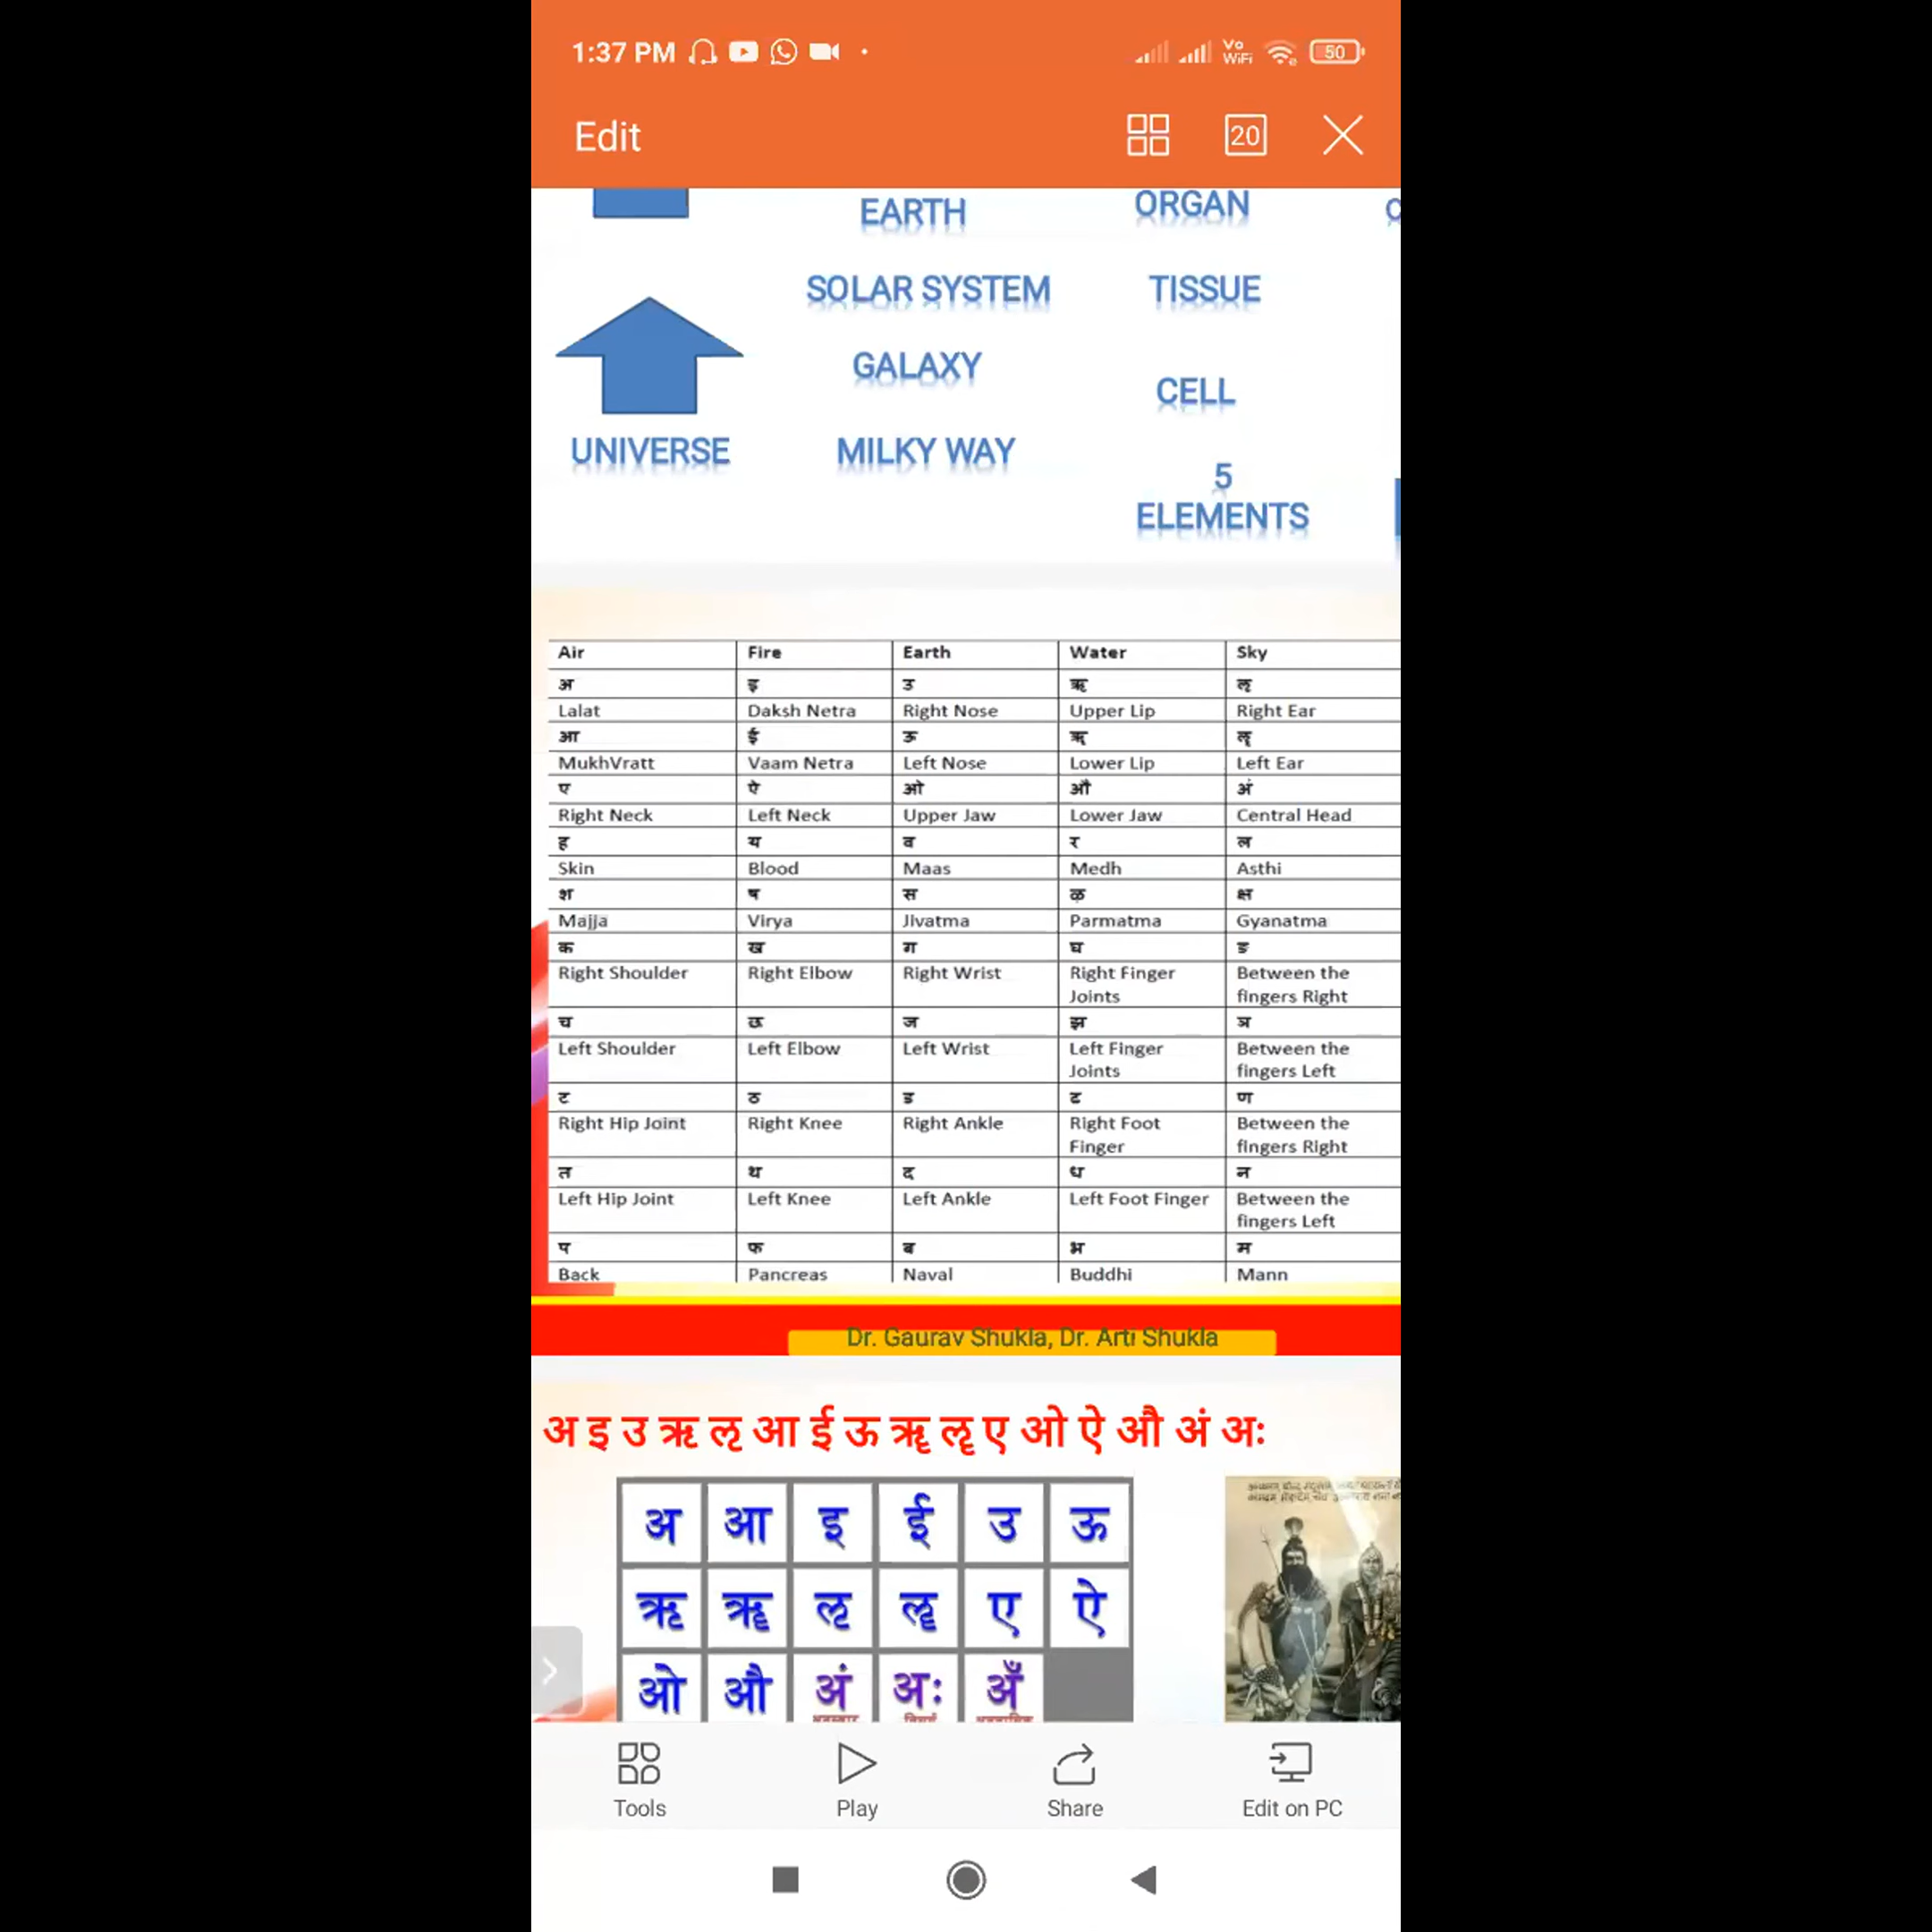 1:37 PM
Vo
WiFi
50
Edit
20
EARTH
ORGAN
SOLAR SYSTEM
TISSUE
GALAXY
CELL
UNIVERSE
MILKY WAY
5
ELEMENTS
Air Fire Earth Water Sky
अ इ उ ऋ ऌ
Lalat Daksh Netra Right Nose Upper Lip Right Ear
आ ई ऊ ॠ ॡ
MukhVratt Vaam Netra Left Nose Lower Lip Left Ear
ए ऐ ओ औ अं
Right Neck Left Neck Upper Jaw Lower Jaw Central Head
ह य व र ल
Skin Blood Maas Medh Asthi
श ष स ळ क्ष
Majja Virya Jivatma Parmatma Gyanatma
क ख ग घ ङ
Right Shoulder Right Elbow Right Wrist Right Finger Between the
Joints fingers Right
च छ ज झ ञ
Left Shoulder Left Elbow Left Wrist Left Finger Between the
Joints fingers Left
ट ठ ड ढ ण
Right Hip Joint Right Knee Right Ankle Right Foot Between the
Finger fingers Right
त थ द ध न
Left Hip Joint Left Knee Left Ankle Left Foot Finger Between the
fingers Left
प फ ब भ म
Back Pancreas Naval Buddhi Mann
Dr. Gaurav Shukla, Dr. Arti Shukla
अ इ उ ऋ ऌ आ ई ऊ ॠ ॡ ए ओ ऐ औ अं अः
अ आ इ ई उ ऊ
ऋ ॠ ऌ ॡ ए ऐ
ओ औ अं अः अँ
Tools Play Share Edit on PC